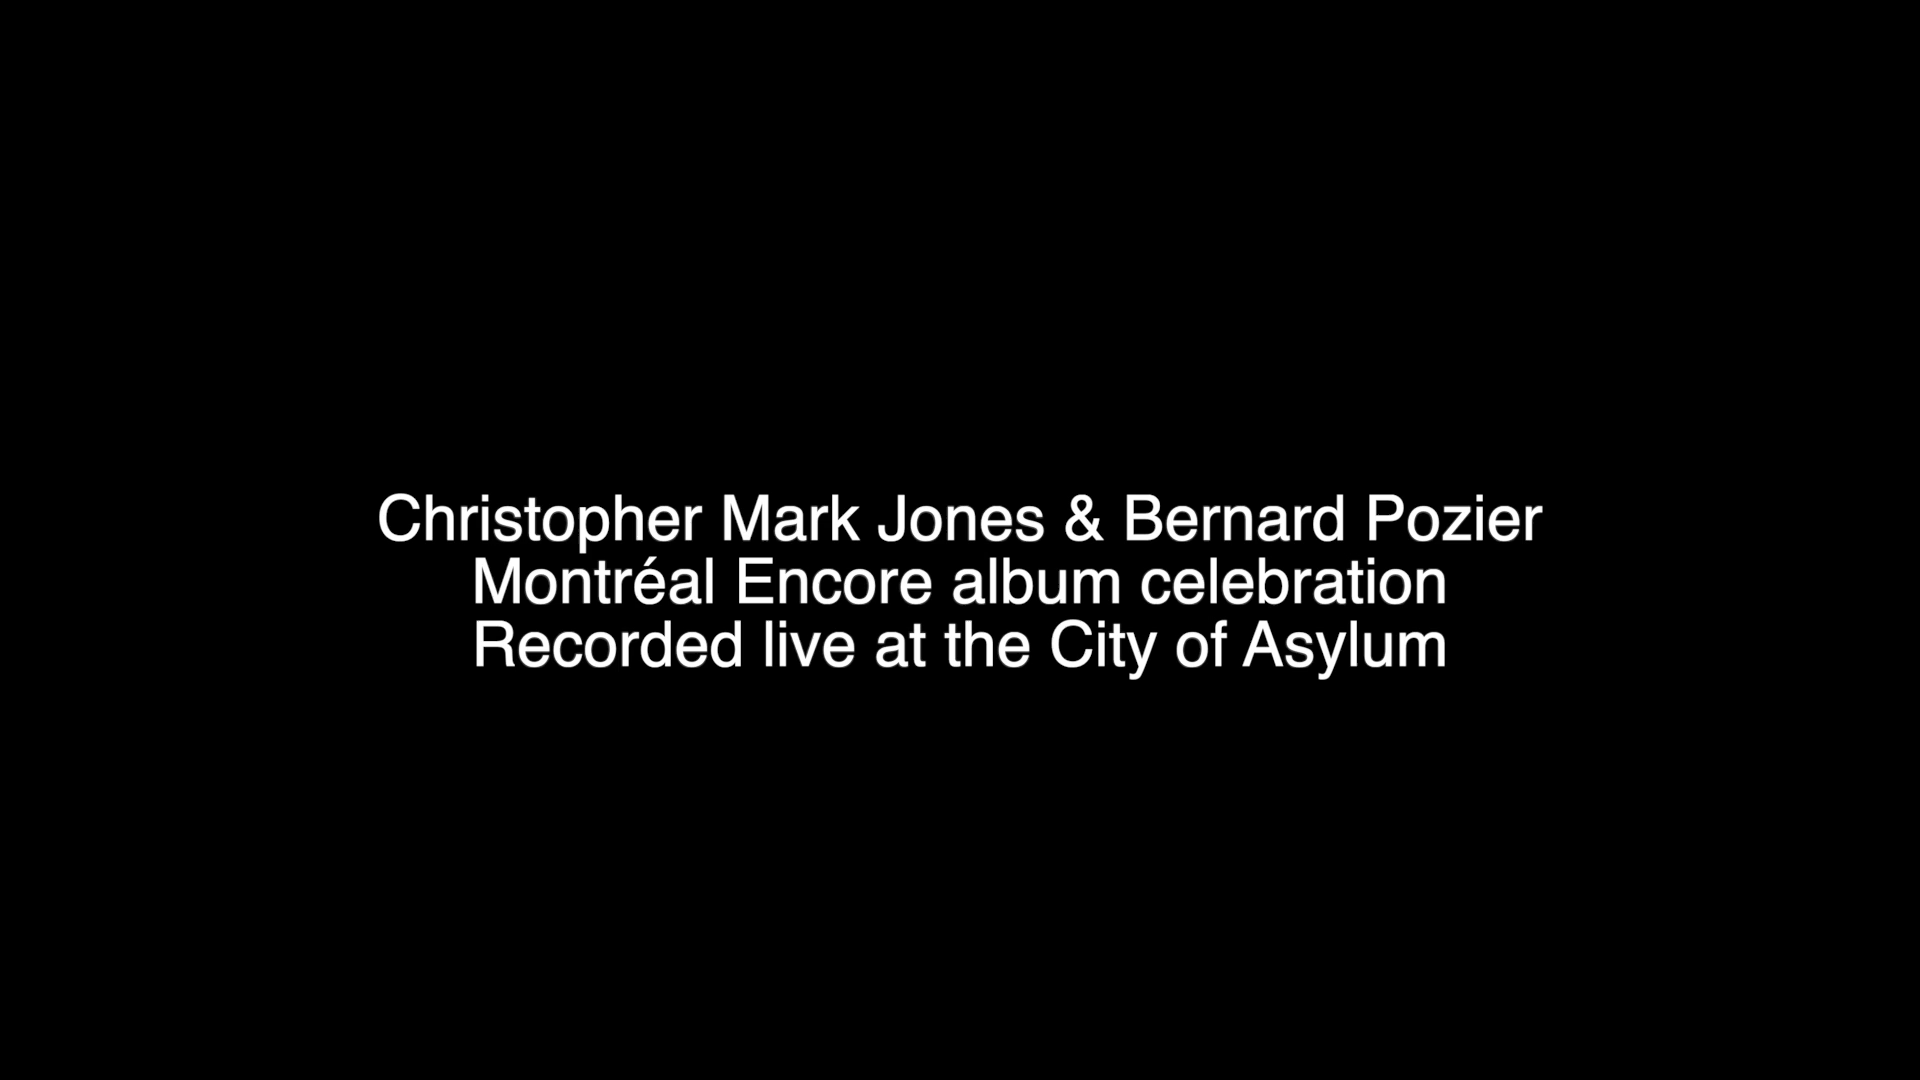 Christopher Mark Jones & Bernard Pozier
Montréal Encore album celebration
Recorded live at the City of Asylum